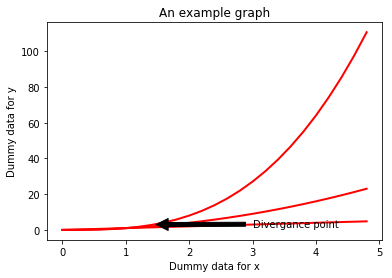 An example graph
Dummy data for y
100
80
60
40
20
0
Divergance point
0 1 2 3 4 5
Dummy data for x